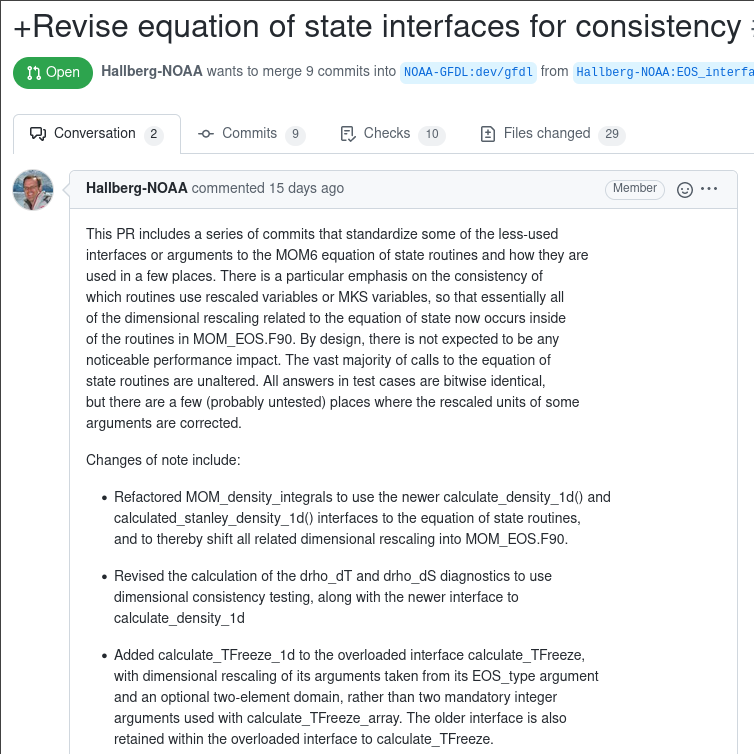 +Revise equation of state interfaces for consistency
Open
Hallberg-NOAA wants to merge 9 commits into NOAA-GFDL:dev/gfdl from Hallberg-NOAA:EOS_interfa
Conversation 2 Commits 9 Checks 10 Files changed 29
Hallberg-NOAA commented 15 days ago Member
This PR includes a series of commits that standardize some of the less-used
interfaces or arguments to the MOM6 equation of state routines and how they are
used in a few places. There is a particular emphasis on the consistency of
which routines use rescaled variables or MKS variables, so that essentially all
of the dimensional rescaling related to the equation of state now occurs inside
of the routines in MOM_EOS.F90. By design, there is not expected to be any
noticeable performance impact. The vast majority of calls to the equation of
state routines are unaltered. All answers in test cases are bitwise identical,
but there are a few (probably untested) places where the rescaled units of some
arguments are corrected.
Changes of note include:
• Refactored MOM_density_integrals to use the newer calculate_density_1d() and
calculated_stanley_density_1d() interfaces to the equation of state routines,
and to thereby shift all related dimensional rescaling into MOM_EOS.F90.
• Revised the calculation of the drho_dT and drho_dS diagnostics to use
dimensional consistency testing, along with the newer interface to
calculate_density_1d
• Added calculate_TFreeze_1d to the overloaded interface calculate_TFreeze,
with dimensional rescaling of its arguments taken from its EOS_type argument
and an optional two-element domain, rather than two mandatory integer
arguments used with calculate_TFreeze_array. The older interface is also
retained within the overloaded interface to calculate_TFreeze.